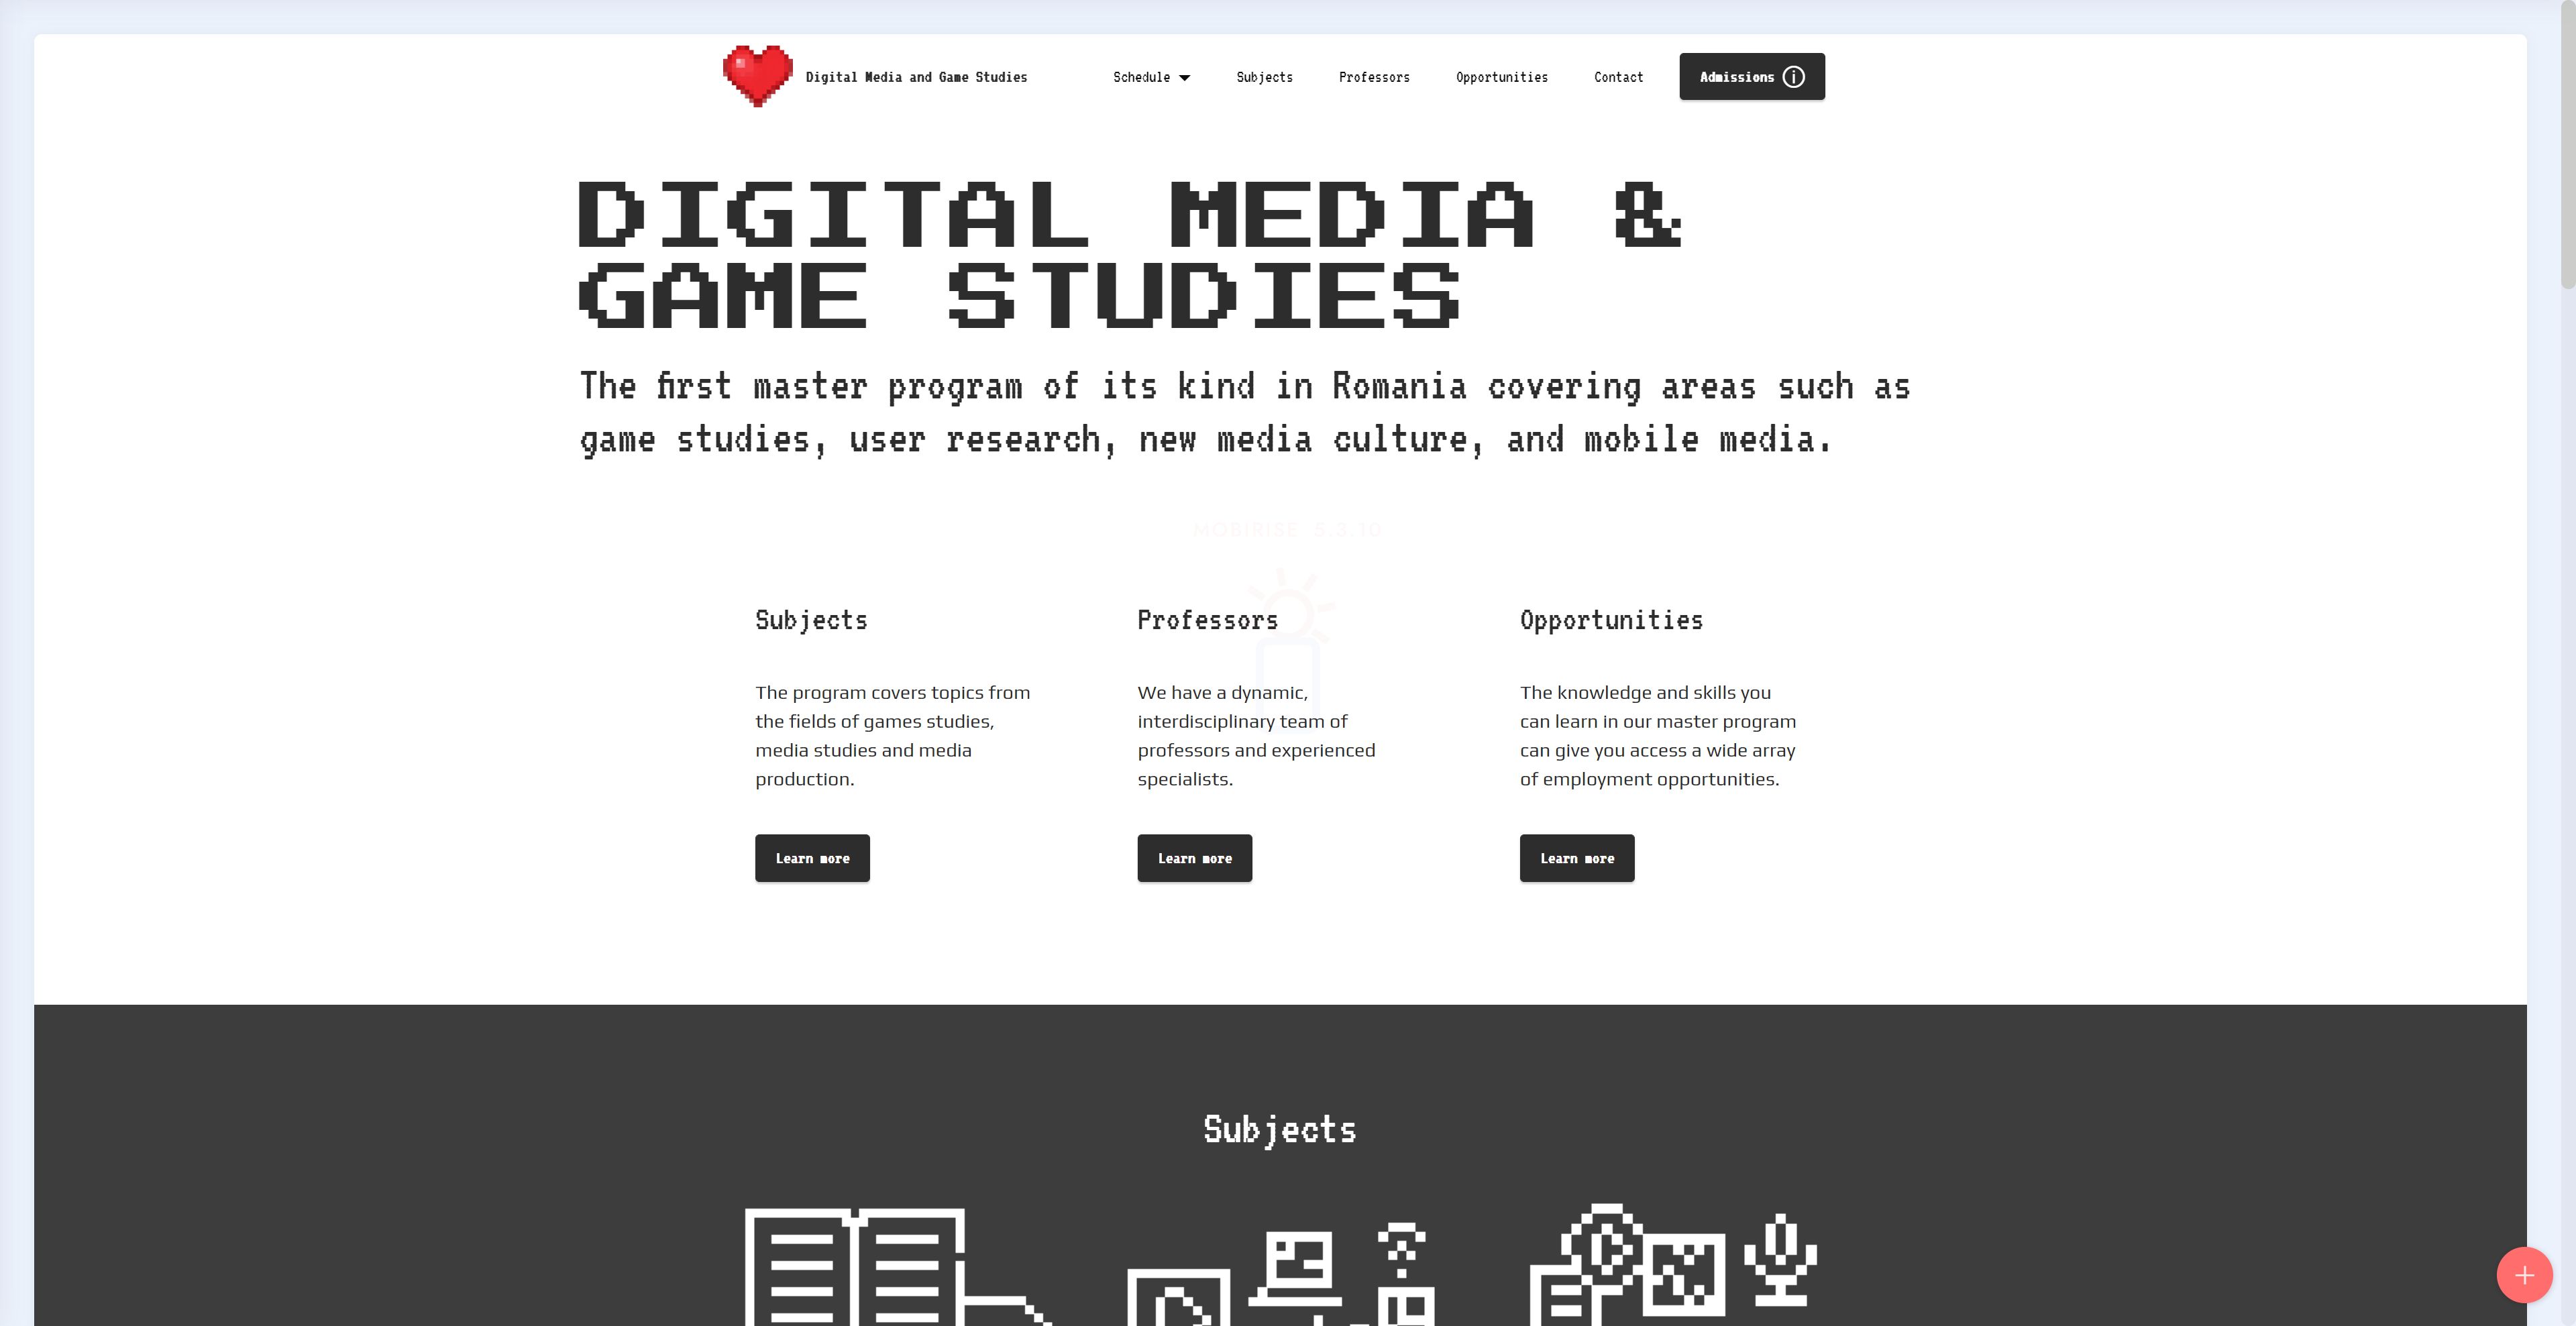 Digital Media and Game Studies
Schedule
Subjects
Professors
Opportunities
Contact
Admissions
DIGITAL MEDIA &
GAME STUDIES
The first master program of its kind in Romania covering areas such as
game studies, user research, new media culture, and mobile media.
MOBIRISE 5.3.10
Subjects
The program covers topics from
the fields of games studies,
media studies and media
production.
Learn more
Professors
We have a dynamic,
interdisciplinary team of
professors and experienced
specialists.
Learn more
Opportunities
The knowledge and skills you
can learn in our master program
can give you access a wide array
of employment opportunities.
Learn more
Subjects